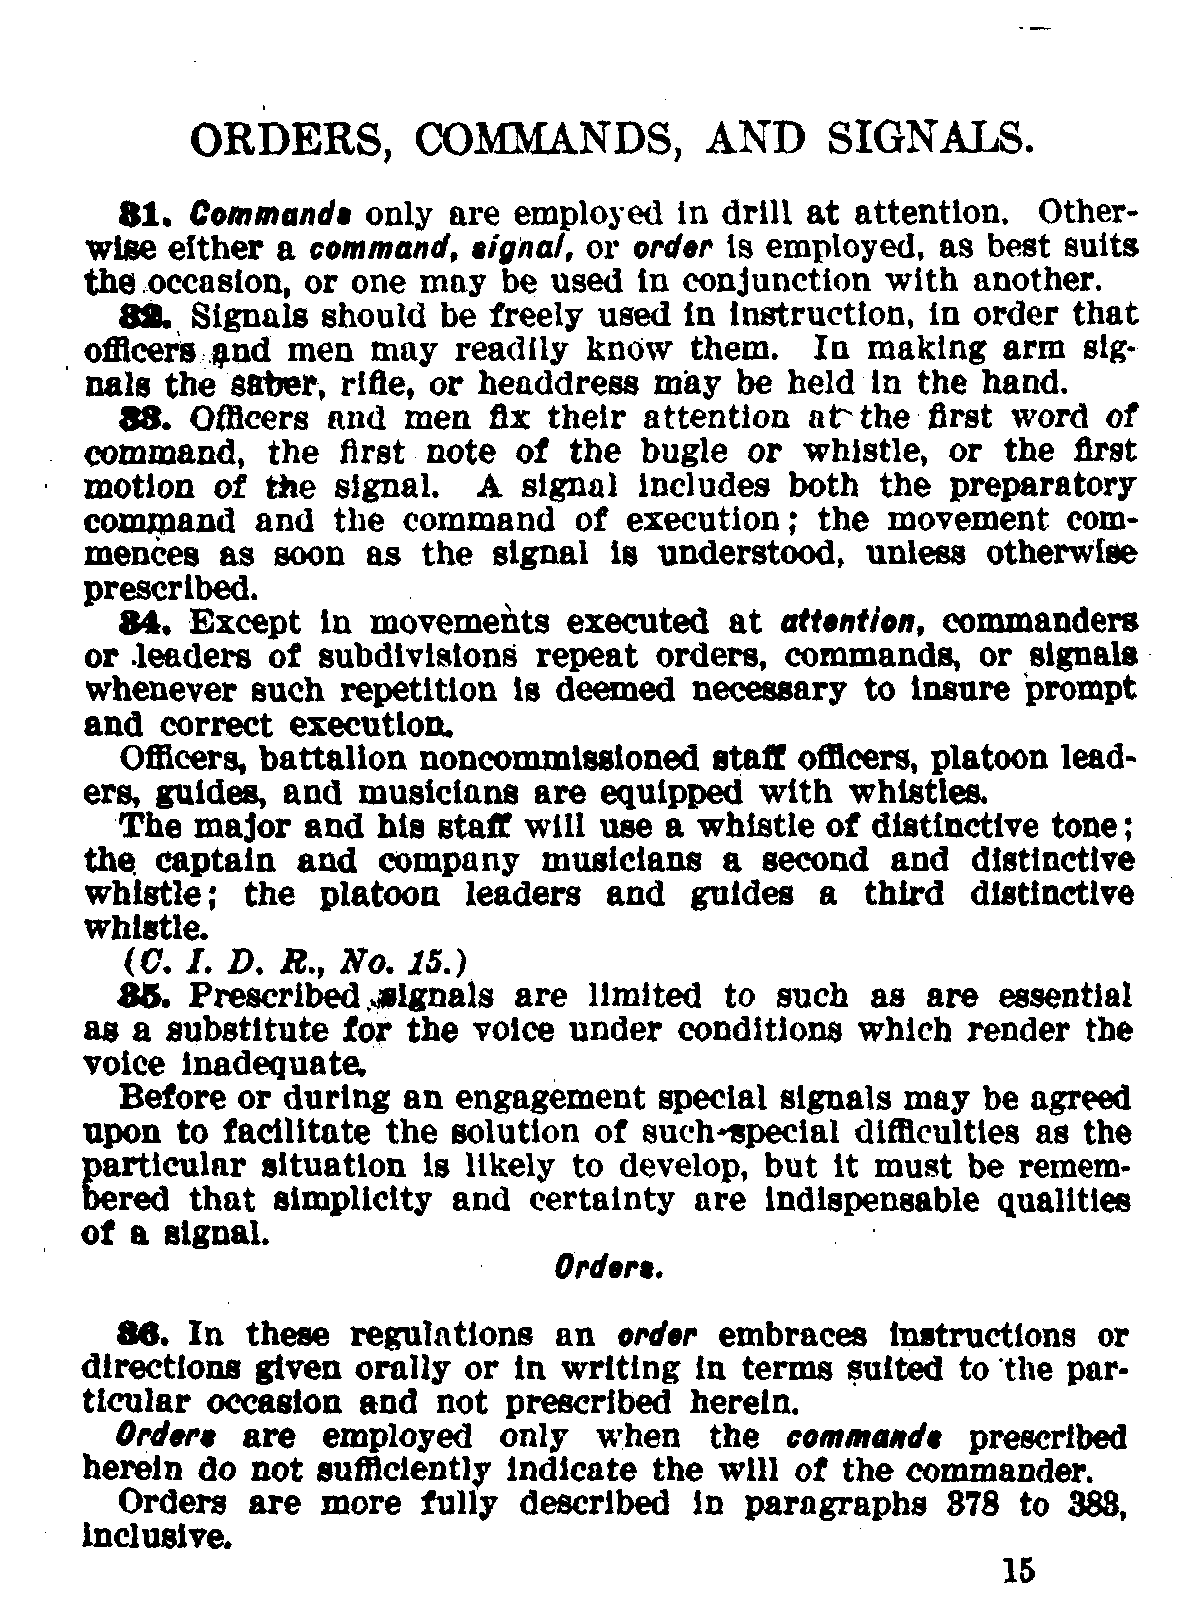 ORDERS, COMMANDS, AND SIGNALS.
31. Commands only are employed in drill at attention. Other-
wise either a command, signal, or order is employed, as best suits
the occasion, or one may be used in conjunction with another.
32. Signals should be freely used in instruction, in order that
officers and men may readily know them. In making arm sig-
nals the saber, rifle, or headdress may be held in the hand.
33. Officers and men fix their attention at the first word of
command, the first note of the bugle or whistle, or the first
motion of the signal. A signal includes both the preparatory
command and the command of execution; the movement com-
mences as soon as the signal is understood, unless otherwise
prescribed.
34. Except in movements executed at attention, commanders
or leaders of subdivisions repeat orders, commands, or signals
whenever such repetition is deemed necessary to insure prompt
and correct execution.
Officers, battalion noncommissioned staff officers, platoon lead-
ers, guides, and musicians are equipped with whistles.
The major and his staff will use a whistle of distinctive tone;
the captain and company musicians a second and distinctive
whistle; the platoon leaders and guides a third distinctive
whistle.
(C. I. D. R., No. 15.)
35. Prescribed signals are limited to such as are essential
as a substitute for the voice under conditions which render the
voice inadequate.
Before or during an engagement special signals may be agreed
upon to facilitate the solution of such special difficulties as the
particular situation is likely to develop, but it must be remem-
bered that simplicity and certainty are indispensable qualities
of a signal.
Orders.
36. In these regulations an order embraces instructions or
directions given orally or in writing in terms suited to the par-
ticular occasion and not prescribed herein.
Orders are employed only when the commands prescribed
herein do not sufficiently indicate the will of the commander.
Orders are more fully described in paragraphs 373 to 383,
inclusive.
15